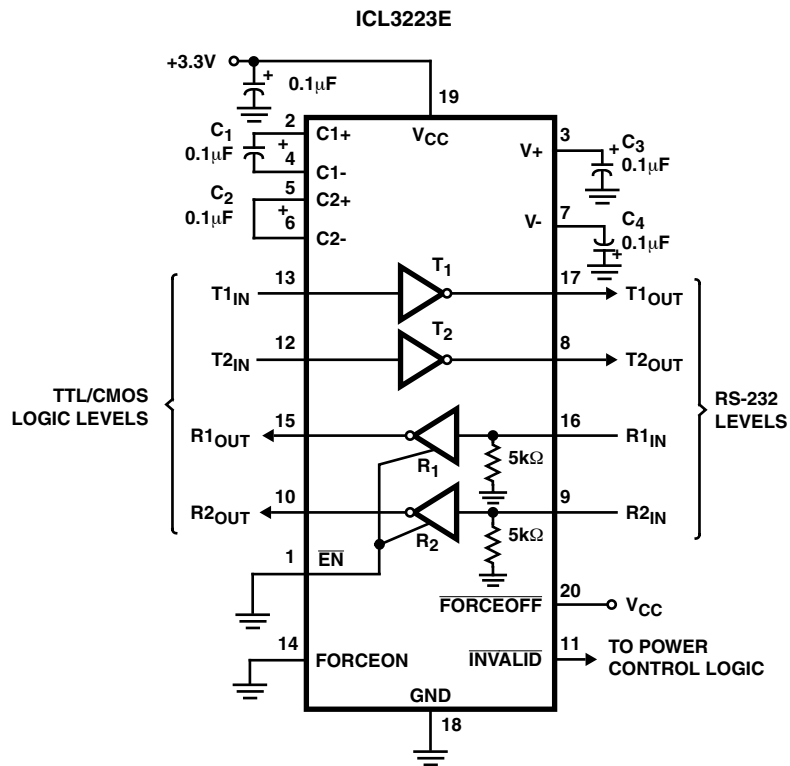 ICL3223E
+3.3V
+
0.1μF
19
VCC
C1
0.1μF
+
2
C1+
4
C1-
C2
0.1μF
+
5
C2+
6
C2-
3
V+
+
C3
0.1μF
7
V-
C4
0.1μF
+
T1
T1IN
13
17
T1OUT
T2
T2IN
12
8
T2OUT
TTL/CMOS
LOGIC LEVELS
RS-232
LEVELS
R1OUT
15
16
R1IN
R1
5kΩ
R2OUT
10
9
R2IN
R2
5kΩ
1
EN
20
FORCEOFF
VCC
14
FORCEON
11
INVALID
TO POWER
CONTROL LOGIC
GND
18